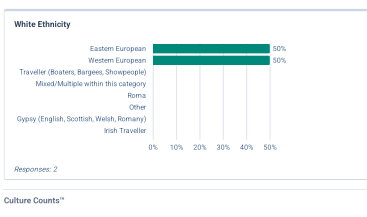 White Ethnicity
Eastern European 50%
Western European 50%
Traveller (Boaters, Bargees, Showpeople)
Mixed/Multiple within this category
Roma
Other
Gypsy (English, Scottish, Welsh, Romany)
Irish Traveller
0% 10% 20% 30% 40% 50%
Responses: 2
Culture Counts™